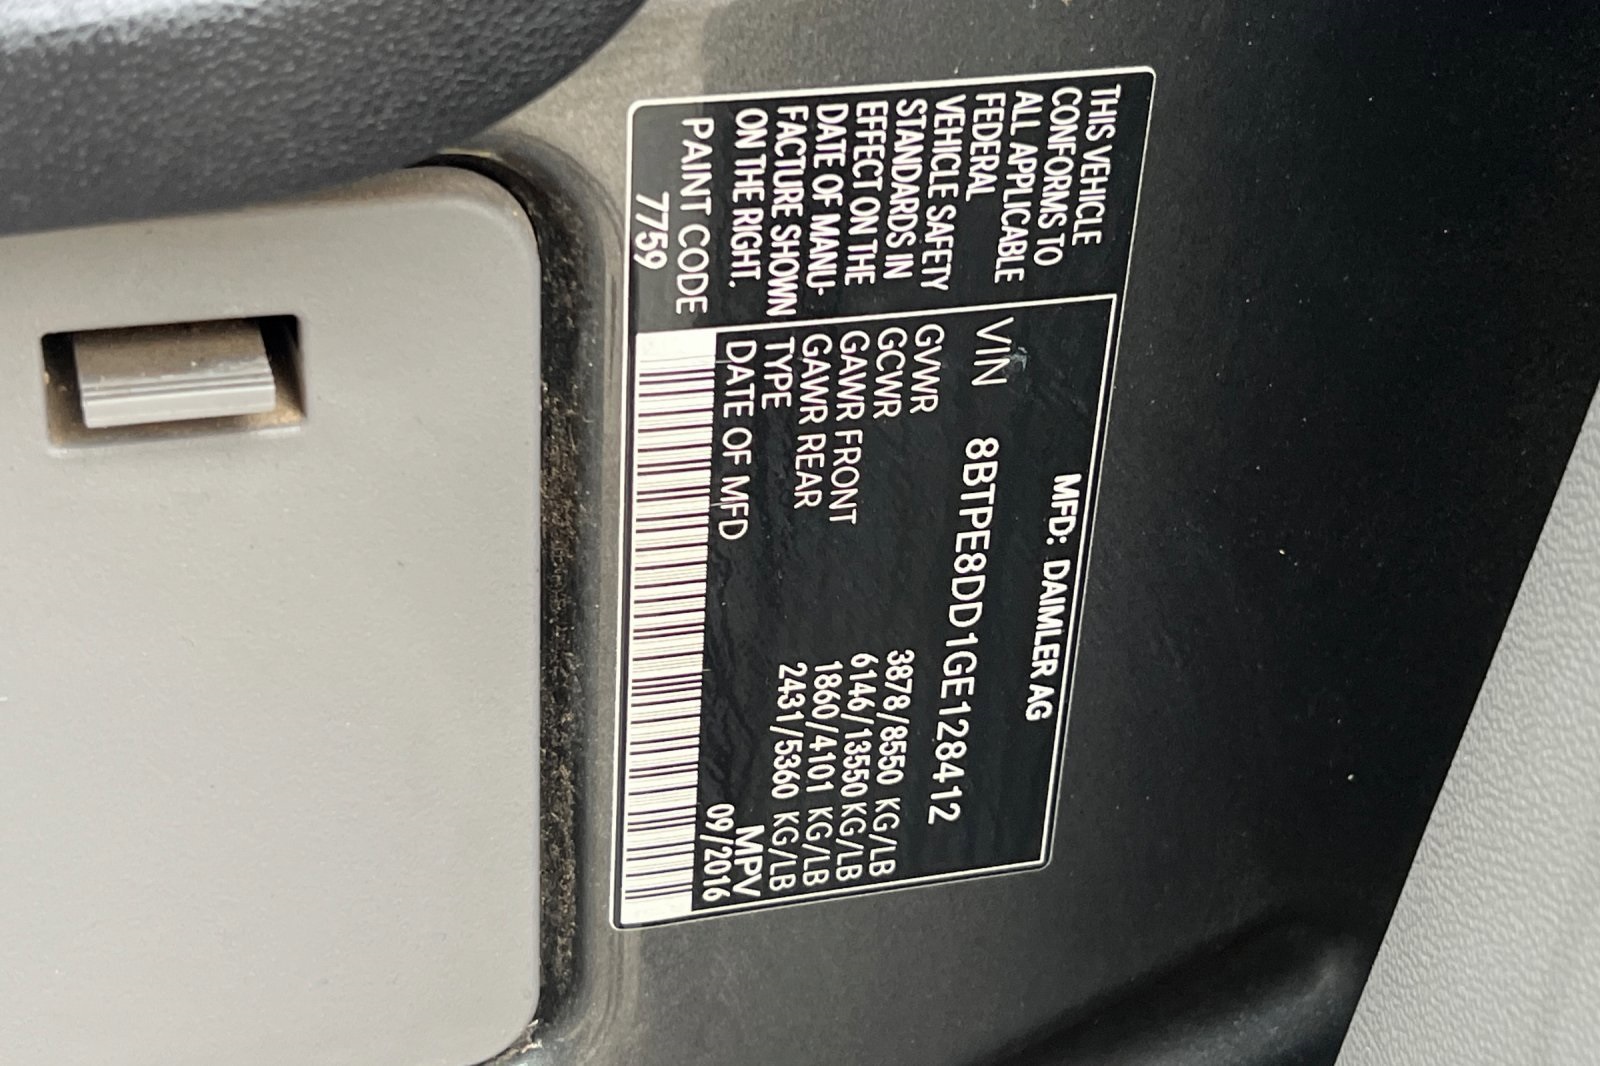 MFD: DAIMLER AG
THIS VEHICLE
CONFORMS TO
ALL APPLICABLE
FEDERAL
VEHICLE SAFETY
STANDARDS IN
EFFECT ON THE
DATE OF MANU-
FACTURE SHOWN
ON THE RIGHT.
PAINT CODE
7759
VIN 8BTPE8DD1GE128412
GVWR 3878/8550 KG/LB
GCWR 6146/13550KG/LB
GAWR FRONT 1860/4101 KG/LB
GAWR REAR 2431/5360 KG/LB
TYPE MPV
DATE OF MFD 09/2016